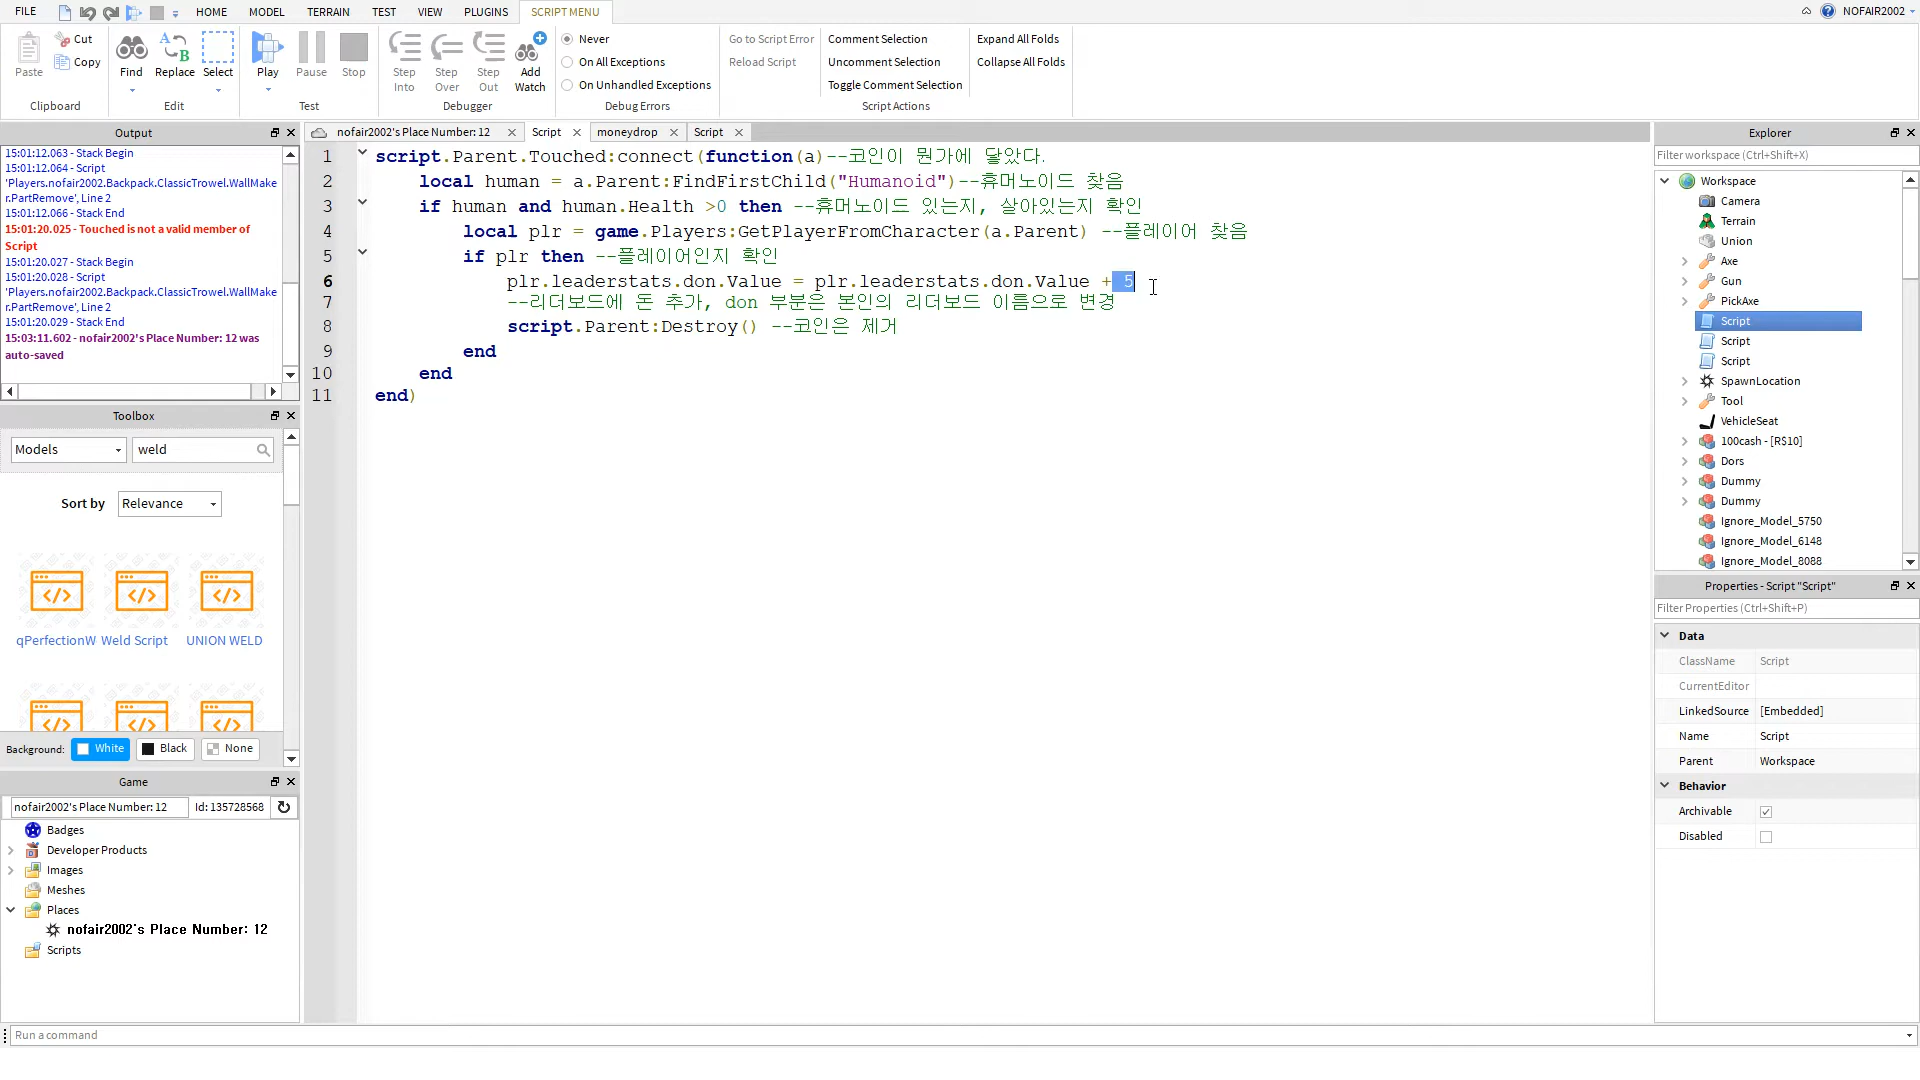 FILE HOME MODEL TERRAIN TEST VIEW PLUGINS SCRIPT MENU NOFAIR2002
Paste Cut Copy Clipboard
Find Replace Select Edit
Play Pause Stop Test
Step Into Step Over Step Out Add Watch Debugger
Never
On All Exceptions
On Unhandled Exceptions
Debug Errors
Go to Script Error
Reload Script
Comment Selection
Uncomment Selection
Toggle Comment Selection
Script Actions
Expand All Folds
Collapse All Folds
Output
15:01:12.063 - Stack Begin
15:01:12.064 - Script
'Players.nofair2002.Backpack.ClassicTrowel.WallMake
r.PartRemove', Line 2
15:01:12.066 - Stack End
15:01:20.025 - Touched is not a valid member of
Script
15:01:20.027 - Stack Begin
15:01:20.028 - Script
'Players.nofair2002.Backpack.ClassicTrowel.WallMake
r.PartRemove', Line 2
15:01:20.029 - Stack End
15:03:11.602 - nofair2002's Place Number: 12 was
auto-saved
Toolbox
Models weld
Sort by Relevance
qPerfectionW Weld Script UNION WELD
Background: White Black None
Game
nofair2002's Place Number: 12 Id: 135728568
Badges
Developer Products
Images
Meshes
Places
nofair2002's Place Number: 12
Scripts
nofair2002's Place Number: 12 Script moneydrop Script
1 script.Parent.Touched:connect(function(a)--코인이 뭔가에 닿았다.
2 local human = a.Parent:FindFirstChild("Humanoid")--휴머노이드 찾음
3 if human and human.Health >0 then --휴머노이드 있는지, 살아있는지 확인
4 local plr = game.Players:GetPlayerFromCharacter(a.Parent) --플레이어 찾음
5 if plr then --플레이어인지 확인
6 plr.leaderstats.don.Value = plr.leaderstats.don.Value + 5
7 --리더보드에 돈 추가, don 부분은 본인의 리더보드 이름으로 변경
8 script.Parent:Destroy() --코인은 제거
9 end
10 end
11 end)
Explorer
Filter workspace (Ctrl+Shift+X)
Workspace
Camera
Terrain
Union
Axe
Gun
PickAxe
Script
Script
Script
SpawnLocation
Tool
VehicleSeat
100cash - [R$10]
Dors
Dummy
Dummy
Ignore_Model_5750
Ignore_Model_6148
Ignore_Model_8088
Properties - Script "Script"
Filter Properties (Ctrl+Shift+P)
Data
ClassName Script
CurrentEditor
LinkedSource [Embedded]
Name Script
Parent Workspace
Behavior
Archivable
Disabled
Run a command